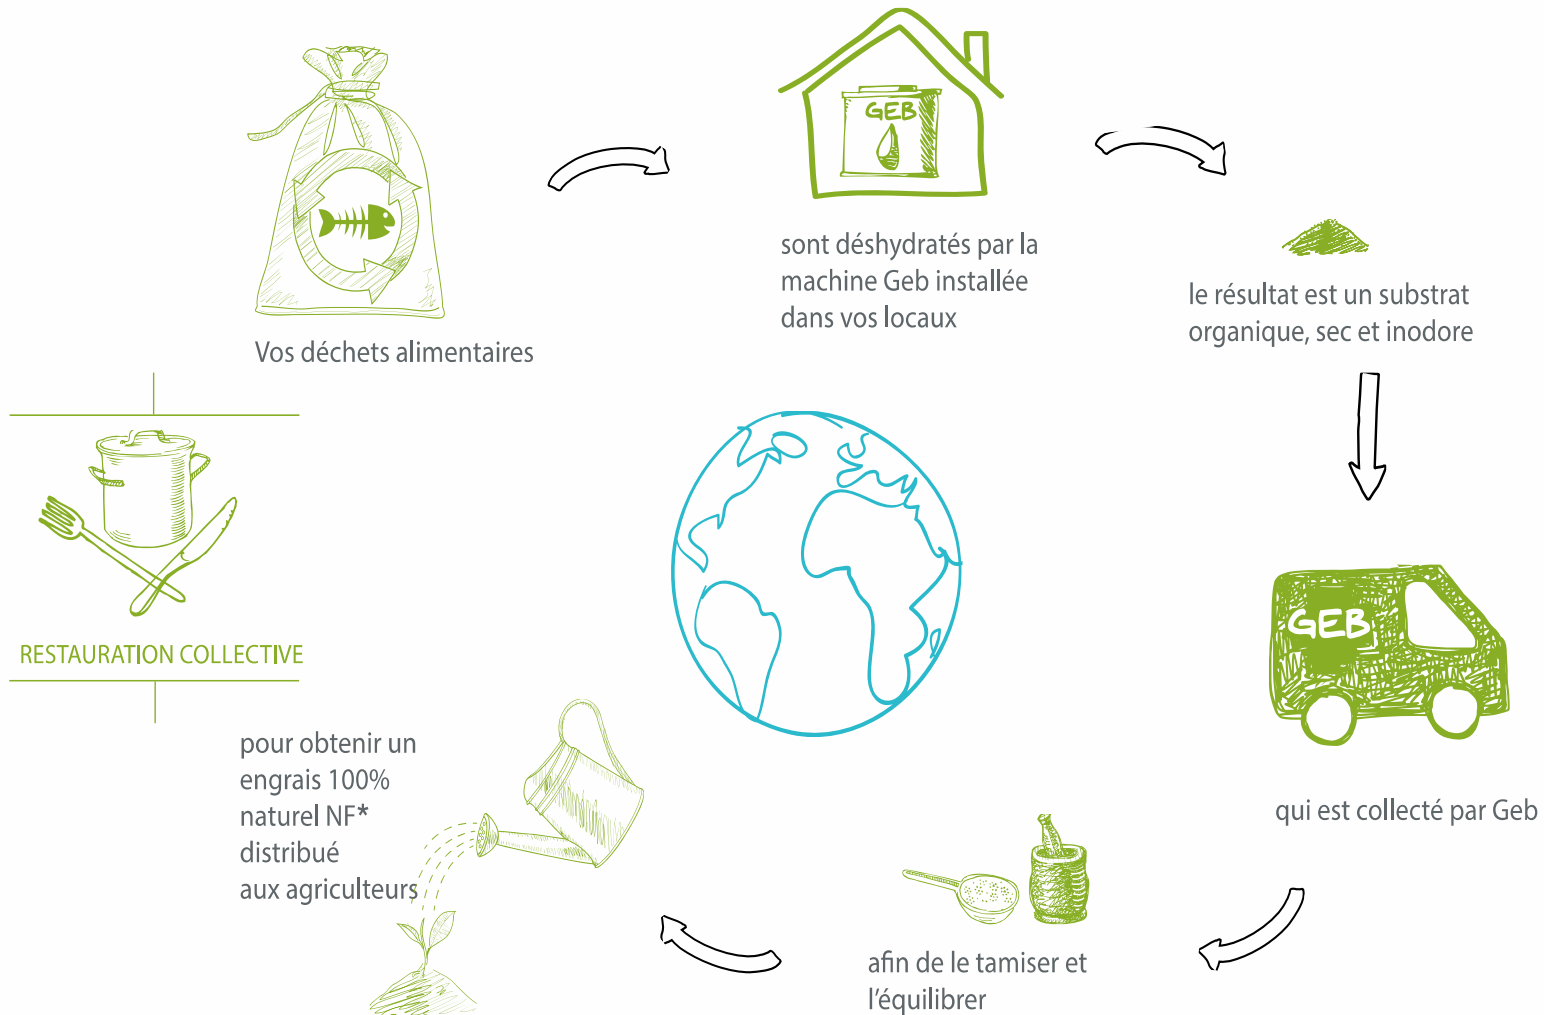 Vos déchets alimentaires
GEB
sont déshydratés par la
machine Geb installée
dans vos locaux
le résultat est un substrat
organique, sec et inodore
GEB
qui est collecté par Geb
afin de le tamiser et
l'équilibrer
pour obtenir un
engrais 100%
naturel NF*
distribué
aux agriculteurs
RESTAURATION COLLECTIVE